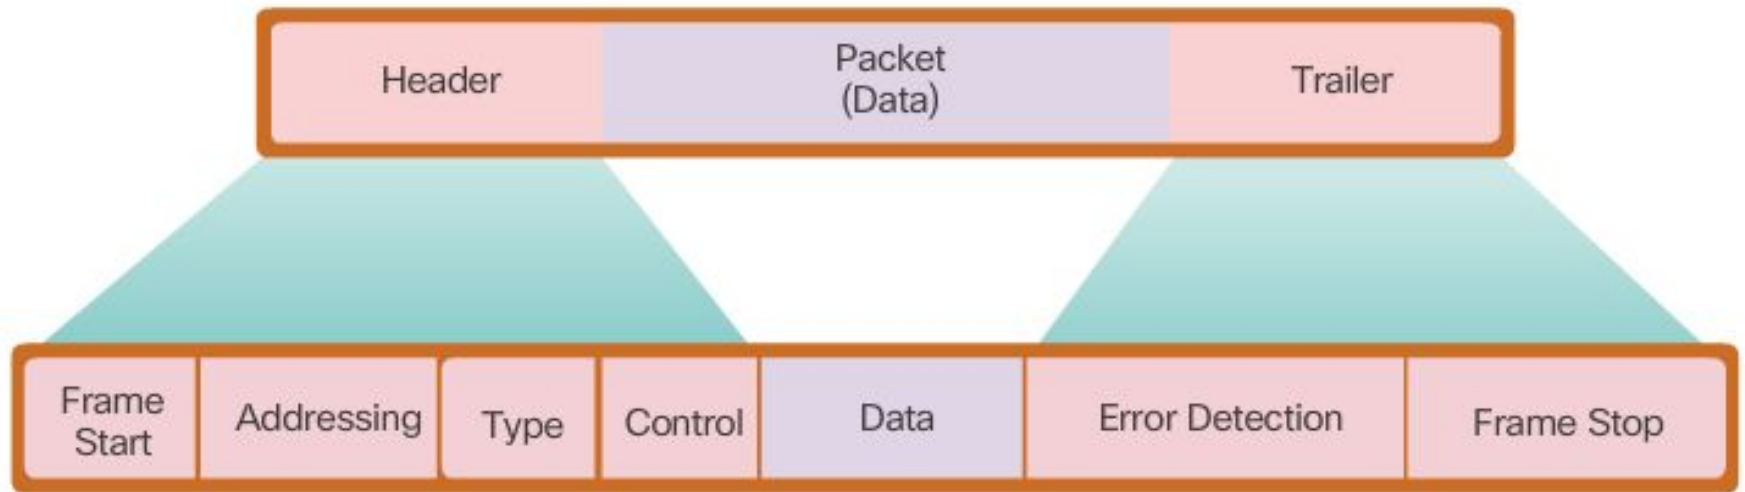 Header
Packet
(Data)
Trailer
Frame
Start
Addressing
Type
Control
Data
Error Detection
Frame Stop